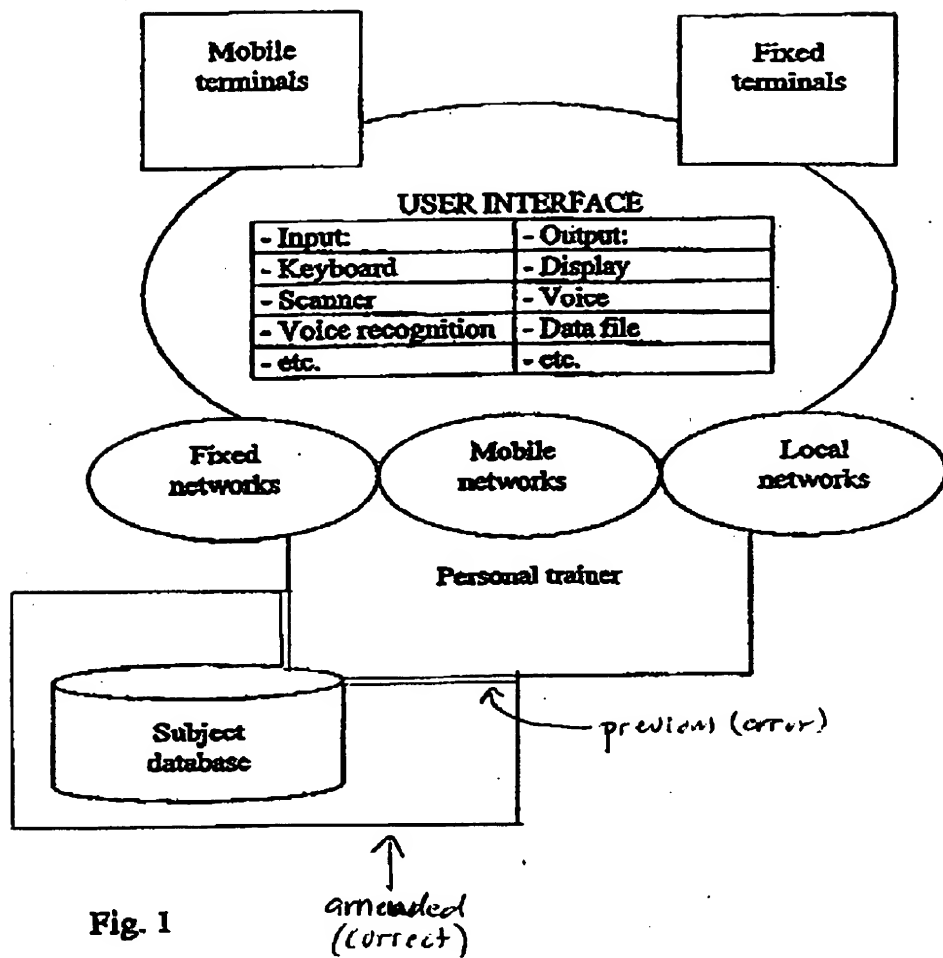 Mobile
terminals
Fixed
terminals
USER INTERFACE
- Input:
- Output:
- Keyboard
- Display
- Scanner
- Voice
- Voice recognition
- Data file
- etc.
- etc.
Fixed
networks
Mobile
networks
Local
networks
Personal trainer
Subject
database
previous (error)
amended
(correct)
Fig. 1